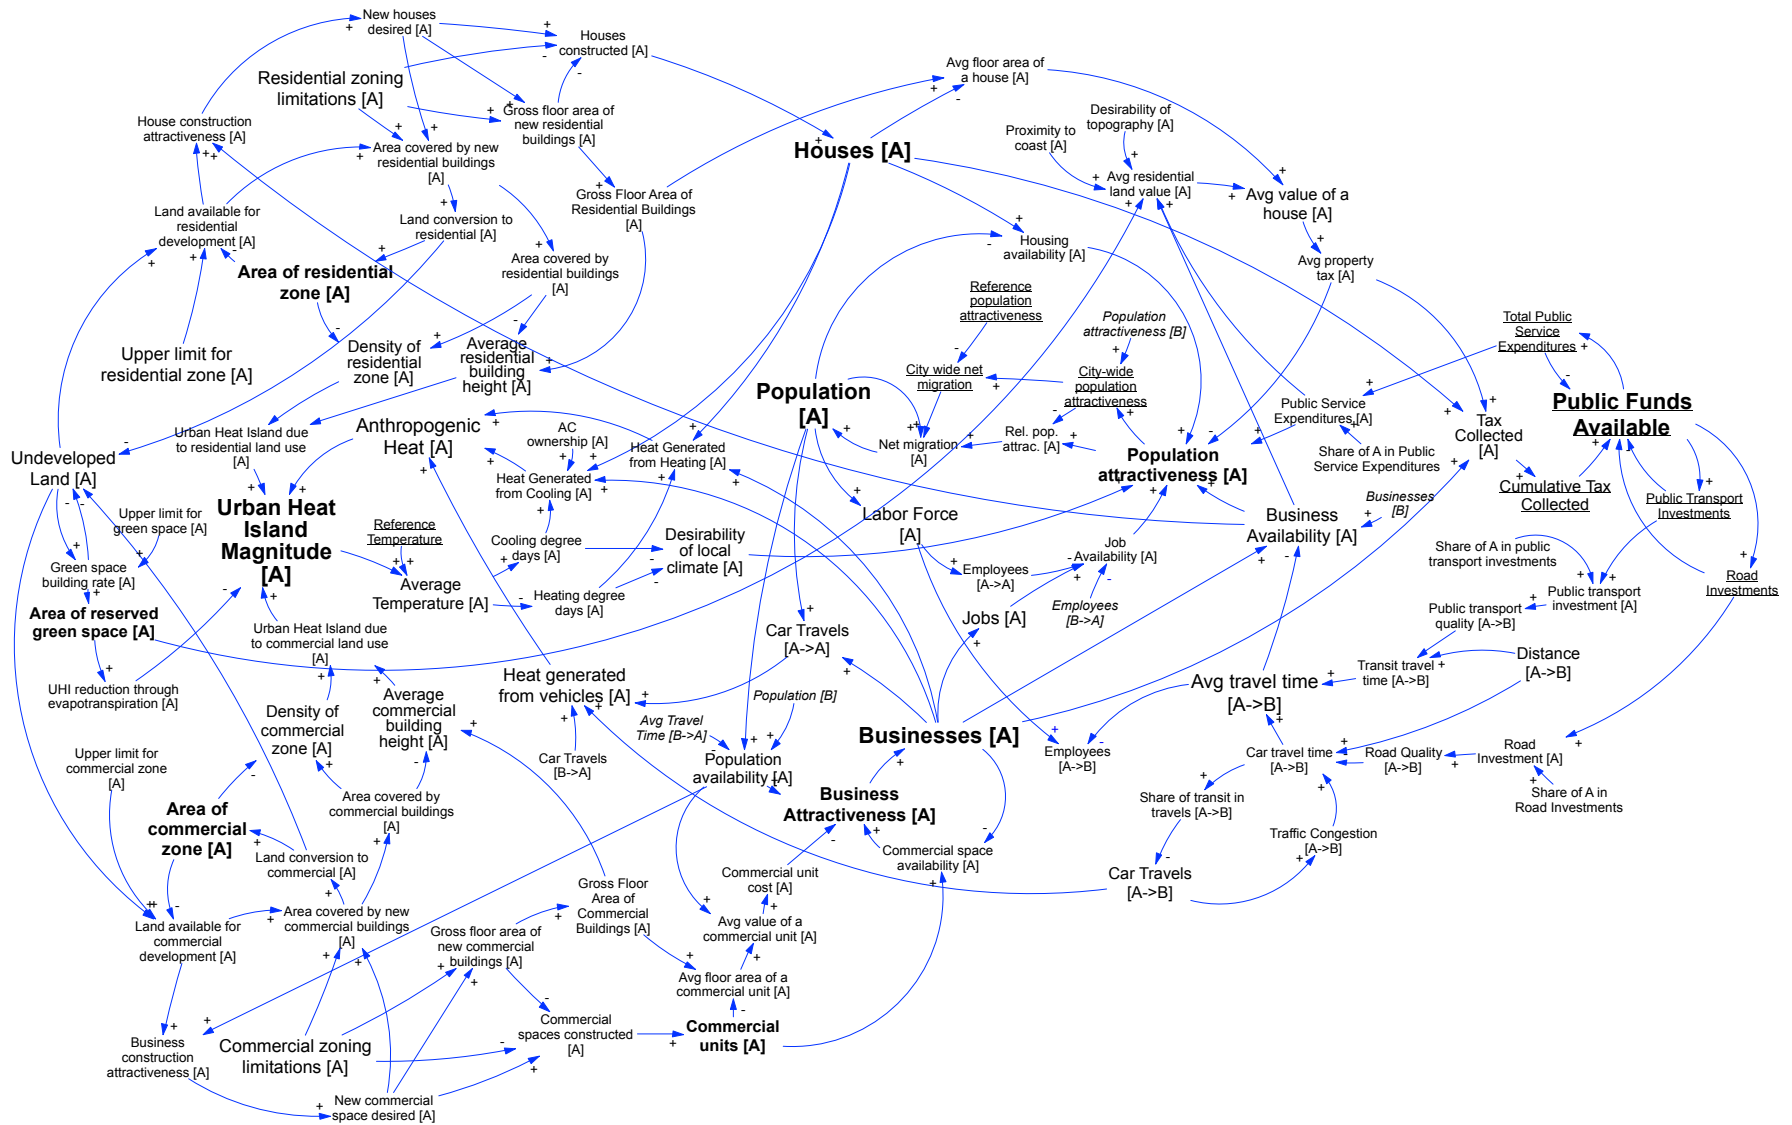 New houses
desired [A]
Houses
constructed [A]
Residential zoning
limitations [A]
Avg floor area of
a house [A]
House construction
attractiveness [A]
Gross floor area of
new residential
buildings [A]
Desirability of
topography [A]
Proximity to
coast [A]
Area covered by new
residential buildings
[A]
Houses [A]
Avg residential
land value [A]
Avg value of a
house [A]
Land available for
residential
development [A]
Land conversion to
residential [A]
Gross Floor Area of
Residential Buildings
[A]
Housing
availability [A]
Area of residential
zone [A]
Area covered by
residential buildings
[A]
Avg property
tax [A]
Reference
population
attractiveness
Population
attractiveness [B]
Total Public
Service
Expenditures
Upper limit for
residential zone [A]
Density of
residential
zone [A]
Average
residential
building
height [A]
City wide net
migration
City-wide
population
attractiveness
Population
[A]
Public Service
Expenditures [A]
Public Funds
Available
Undeveloped
Land [A]
Urban Heat Island due
to residential land use
[A]
Anthropogenic
Heat [A]
AC
ownership [A]
Heat Generated
from Heating [A]
Net migration
[A]
Rel. pop.
attrac. [A]
Population
attractiveness [A]
Share of A in Public
Service Expenditures
Tax
Collected
[A]
Heat Generated
from Cooling [A]
Cumulative Tax
Collected
Public Transport
Investments
Upper limit for
green space [A]
Urban Heat
Island
Magnitude
[A]
Reference
Temperature
Labor Force
[A]
Business
Availability [A]
Businesses
[B]
Green space
building rate [A]
Cooling degree
days [A]
Desirability
of local
climate [A]
Job
Availability [A]
Share of A in public
transport investments
Average
Temperature [A]
Heating degree
days [A]
Employees
[A->A]
Employees
[B->A]
Public transport
investment [A]
Road
Investments
Area of reserved
green space [A]
Urban Heat Island due
to commercial land use
[A]
Car Travels
[A->A]
Jobs [A]
Public transport
quality [A->B]
UHI reduction through
evapotranspiration [A]
Heat generated
from vehicles [A]
Population [B]
Transit travel
time [A->B]
Distance
[A->B]
Avg travel time
[A->B]
Density of
commercial
zone [A]
Average
commercial
building
height [A]
Avg Travel
Time [B->A]
Businesses [A]
Upper limit for
commercial zone
[A]
Car Travels
[B->A]
Population
availability [A]
Employees
[A->B]
Car travel time
[A->B]
Road Quality
[A->B]
Road
Investment [A]
Area of
commercial
zone [A]
Area covered by
commercial buildings
[A]
Business
Attractiveness [A]
Share of transit in
travels [A->B]
Share of A in
Road Investments
Traffic Congestion
[A->B]
Land conversion to
commercial [A]
Commercial unit
cost [A]
Commercial space
availability [A]
Car Travels
[A->B]
Gross Floor
Area of
Commercial
Buildings [A]
Land available for
commercial
development [A]
Area covered by new
commercial buildings
[A]
Gross floor area of
new commercial
buildings [A]
Avg value of a
commercial unit [A]
Avg floor area of a
commercial unit [A]
Business
construction
attractiveness [A]
Commercial zoning
limitations [A]
Commercial
spaces constructed
[A]
Commercial
units [A]
New commercial
space desired [A]